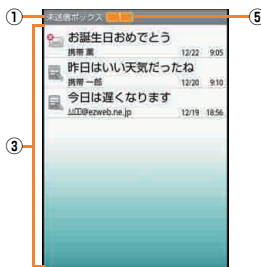 ① 未送信ボックス 1 ⑤
お誕生日おめでとう
携帯 薫 12/22 9:05
昨日はいい天気だったね
携帯 一郎 12/20 9:10
③
今日は遅くなります
@ezweb.ne.jp 12/19 18:56